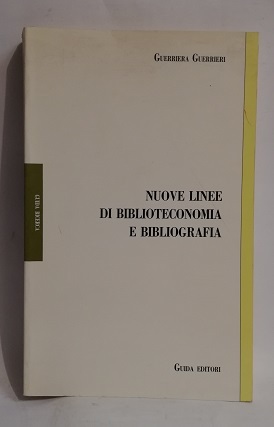 Guerriera Guerrieri
NUOVE LINEE
DI BIBLIOTECONOMIA
E BIBLIOGRAFIA
Guida editori